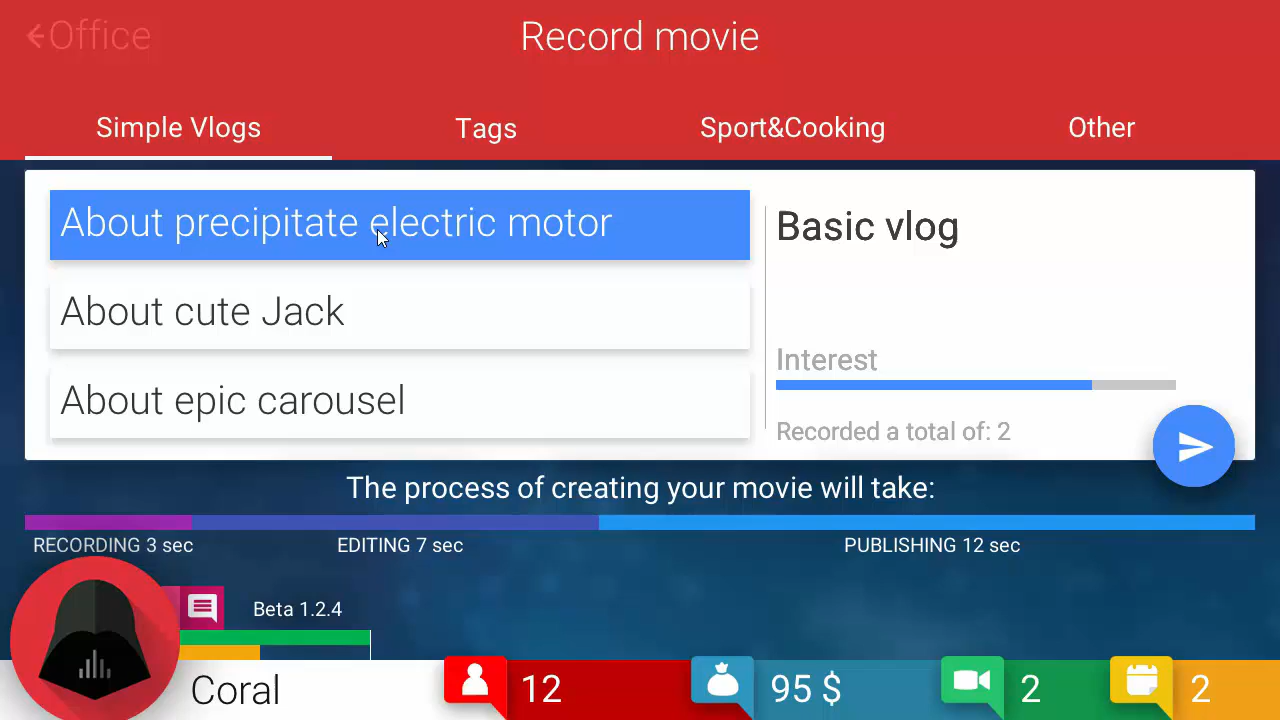 Office
Record movie
Simple Vlogs
Tags
Sport&Cooking
Other
About precipitate electric motor
About cute Jack
About epic carousel
Basic vlog
Interest
Recorded a total of: 2
The process of creating your movie will take:
RECORDING 3 sec
EDITING 7 sec
PUBLISHING 12 sec
Beta 1.2.4
Coral
12
95 $
2
2